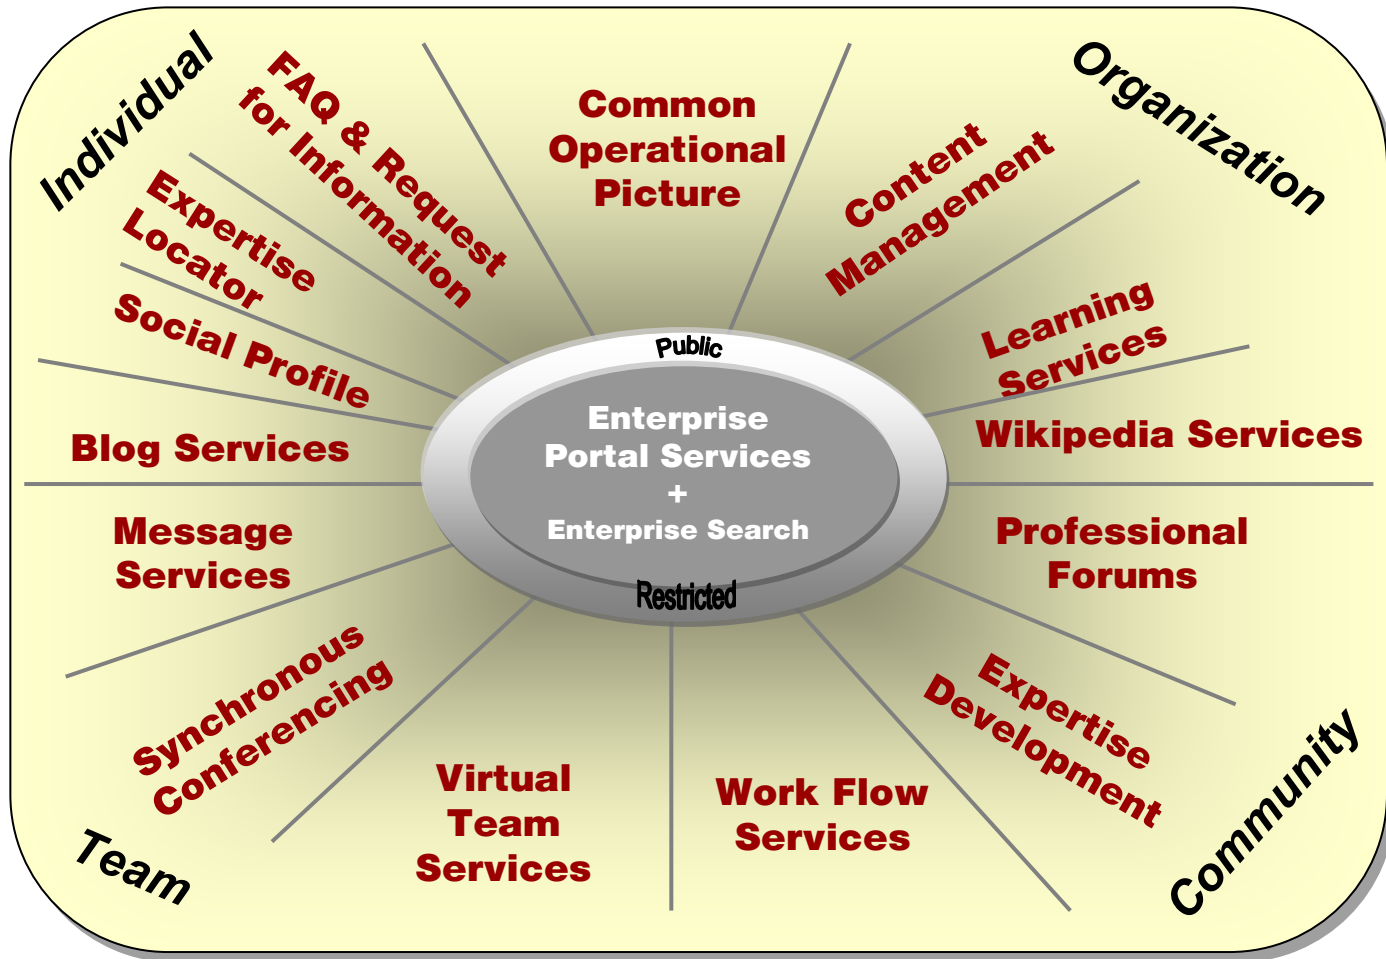 Individual
Organization
FAQ & Request
for Information
Common
Operational
Picture
Content
Management
Expertise
Locator
Social Profile
Learning
Services
Blog Services
Wikipedia Services
Public
Enterprise
Portal Services
+
Enterprise Search
Restricted
Message
Services
Professional
Forums
Synchronous
Conferencing
Expertise
Development
Virtual
Team
Services
Work Flow
Services
Team
Community